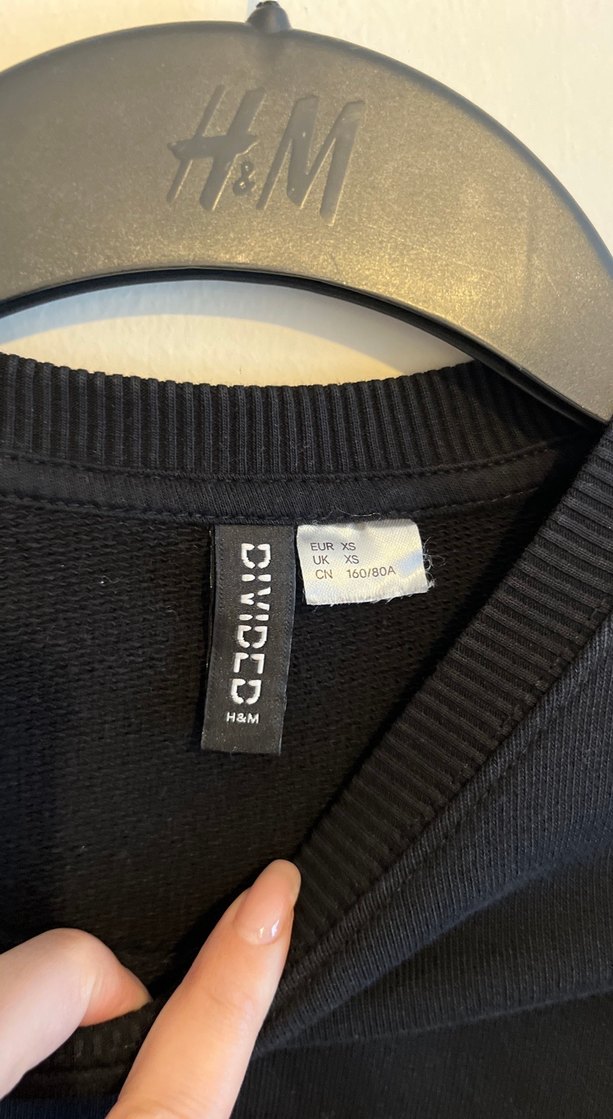 H&M
DIVIDED
H&M
EUR XS
UK XS
CN 160/80A